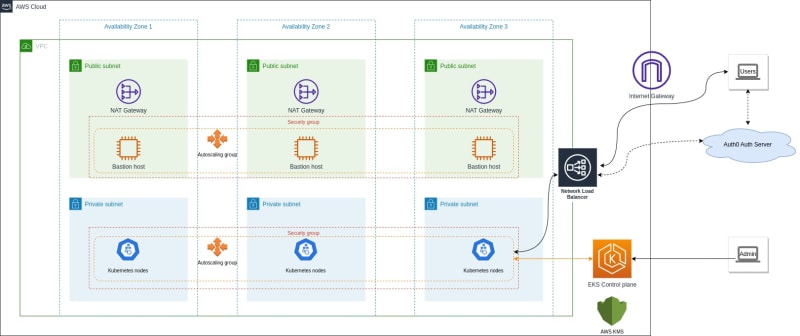 AWS Cloud
Availability Zone 1
Availability Zone 2
Availability Zone 3
VPC
Public subnet
Public subnet
Public subnet
NAT Gateway
NAT Gateway
NAT Gateway
Security group
Bastion host
Autoscaling group
Bastion host
Bastion host
Private subnet
Private subnet
Private subnet
Security group
Kubernetes nodes
Autoscaling group
Kubernetes nodes
Kubernetes nodes
Network Load
Balancer
Internet Gateway
Users
Auth0 Auth Server
Admin
EKS Control plane
AWS KMS